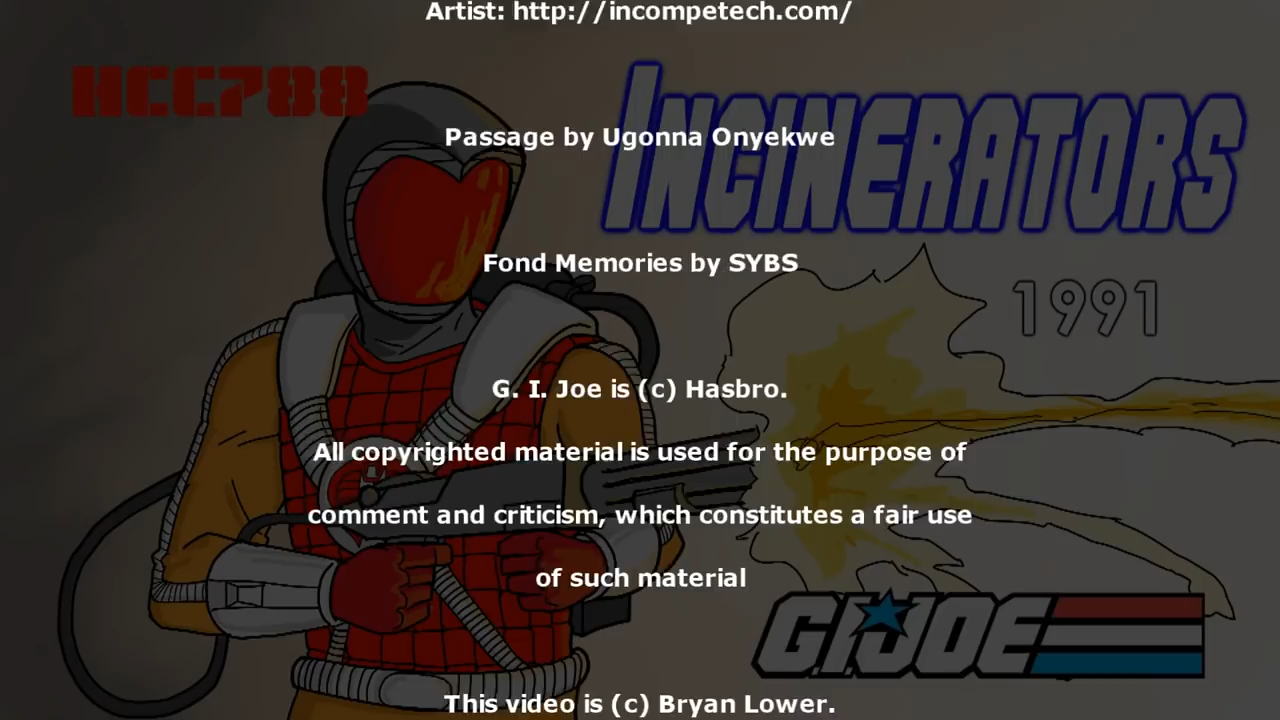 Artist: http://incompetech.com/
HCC788
INCINERATORS
Passage by Ugonna Onyekwe
Fond Memories by SYBS
1991
G. I. Joe is (c) Hasbro.
All copyrighted material is used for the purpose of
comment and criticism, which constitutes a fair use
of such material
G.I.JOE
This video is (c) Bryan Lower.